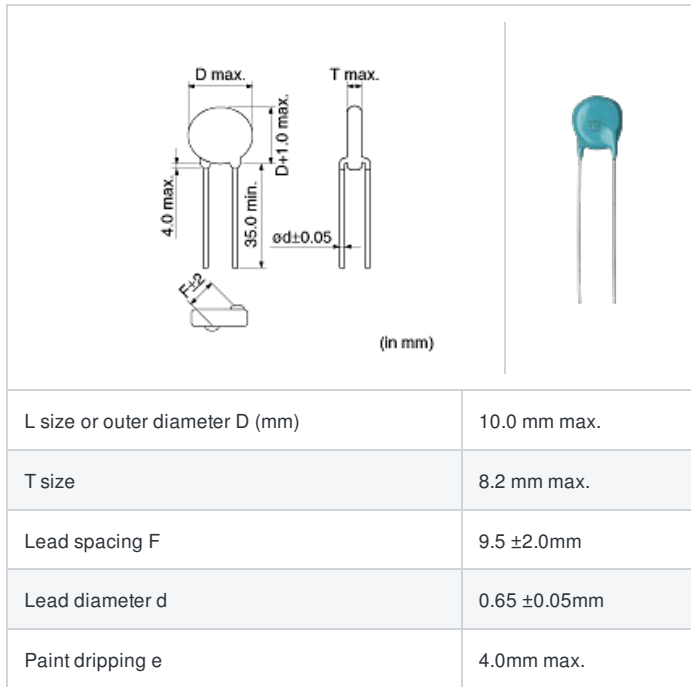 D max.
T max.
D+1.0 max.
4.0 max.
35.0 min.
ød±0.05
F±2
(in mm)
L size or outer diameter D (mm)
10.0 mm max.
T size
8.2 mm max.
Lead spacing F
9.5 ±2.0mm
Lead diameter d
0.65 ±0.05mm
Paint dripping e
4.0mm max.